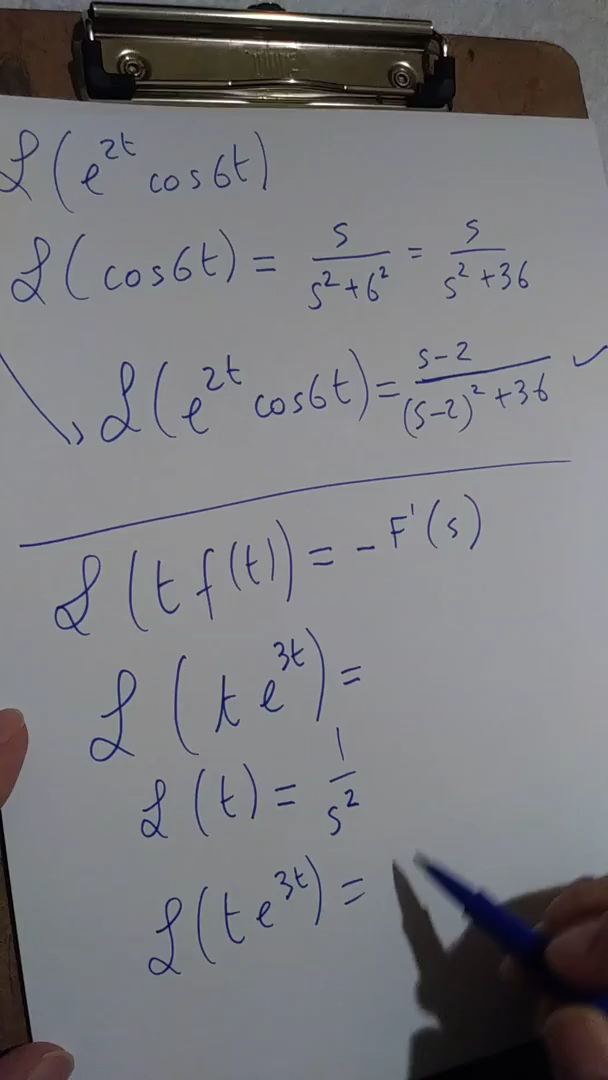 ℒ(e^{2t} cos6t)
ℒ(cos6t) = s/(s²+6²) = s/(s²+36)
ℒ(e^{2t} cos6t) = (s-2)/((s-2)²+36) ✓
ℒ(t f(t)) = -F'(s)
ℒ(t e^{3t}) =
ℒ(t) = 1/s²
ℒ(t e^{3t}) =